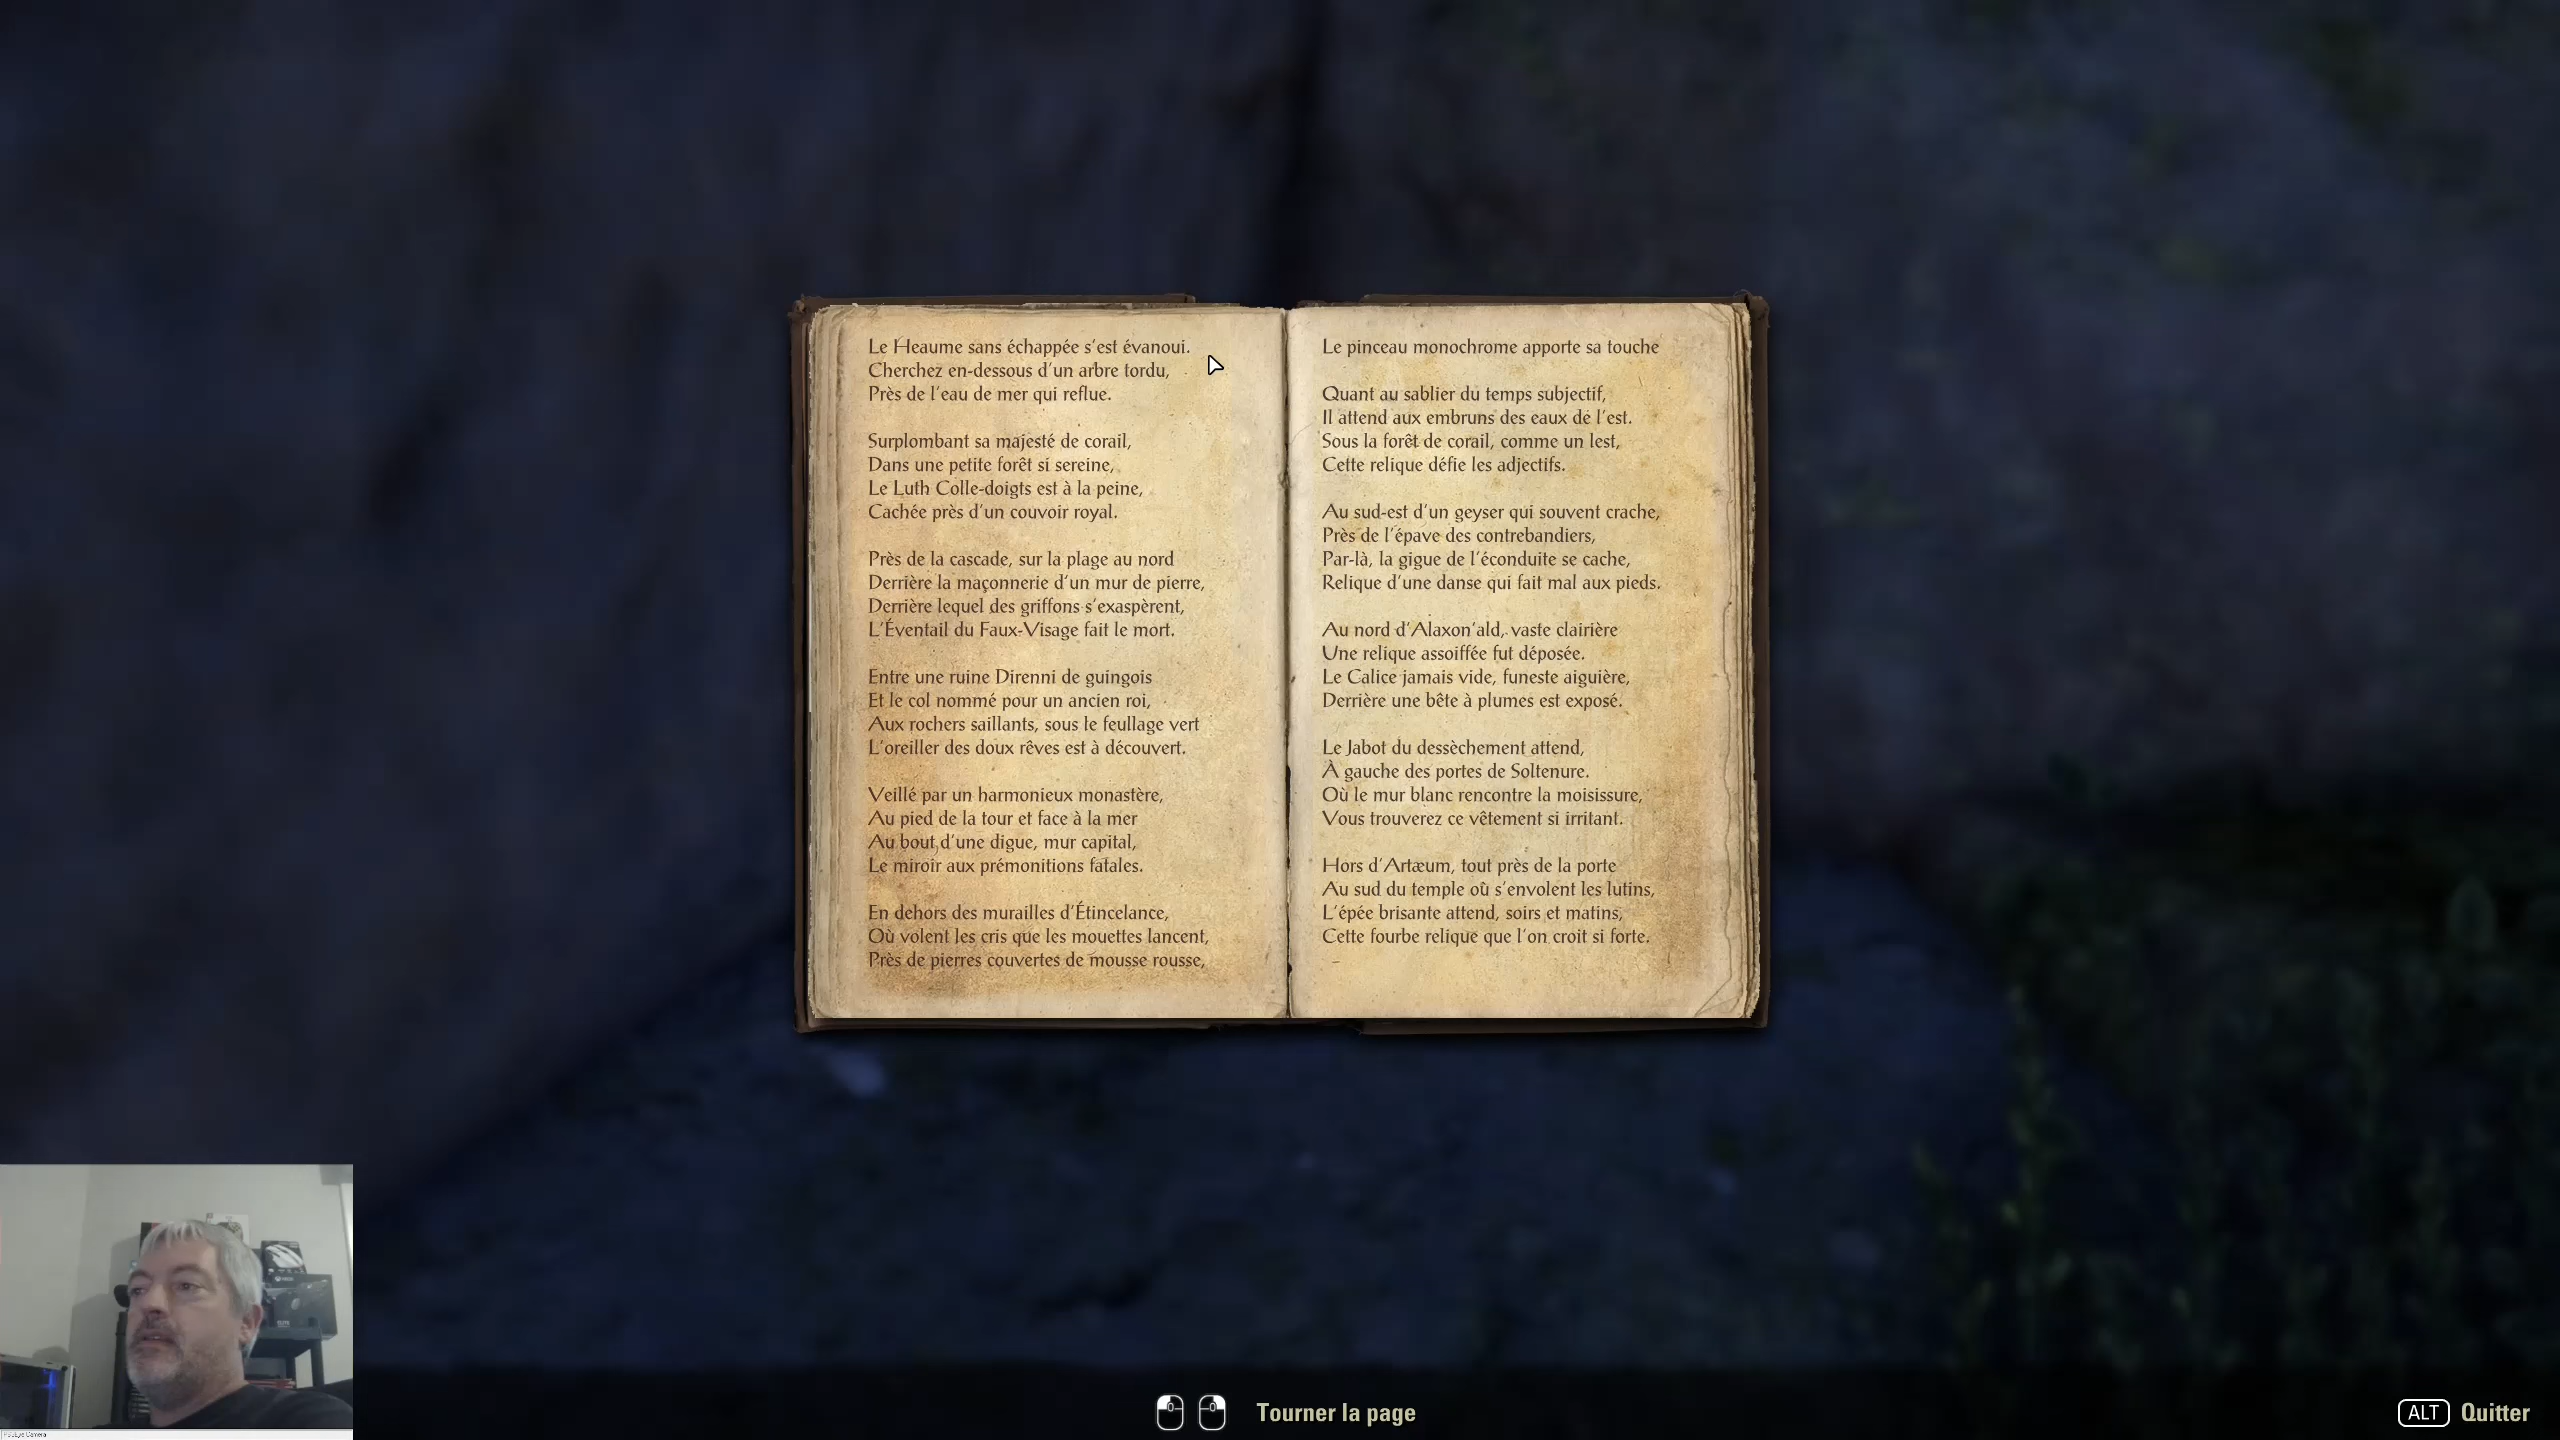 Le Heaume sans échappée s'est évanoui.
Cherchez en-dessous d'un arbre tordu,
Près de l'eau de mer qui reflue.
Surplombant sa majesté de corail,
Dans une petite forêt si sereine,
Le Luth Colle-doigts est à la peine,
Cachée près d'un couvoir royal.
Près de la cascade, sur la plage au nord
Derrière la maçonnerie d'un mur de pierre,
Derrière lequel des griffons s'exaspèrent,
L'Éventail du Faux-Visage fait le mort.
Entre une ruine Direnni de guingois
Et le col nommé pour un ancien roi,
Aux rochers saillants, sous le feullage vert
L'oreiller des doux rêves est à découvert.
Veillé par un harmonieux monastère,
Au pied de la tour et face à la mer
Au bout d'une digue, mur capital,
Le miroir aux prémonitions fatales.
En dehors des murailles d'Étincelance,
Où volent les cris que les mouettes lancent,
Près de pierres couvertes de mousse rousse,
Le pinceau monochrome apporte sa touche
Quant au sablier du temps subjectif,
Il attend aux embruns des eaux de l'est.
Sous la forêt de corail, comme un lest,
Cette relique défie les adjectifs.
Au sud-est d'un geyser qui souvent crache,
Près de l'épave des contrebandiers,
Par-là, la gigue de l'éconduite se cache,
Relique d'une danse qui fait mal aux pieds.
Au nord d'Alaxon'ald, vaste clairière
Une relique assoiffée fut déposée.
Le Calice jamais vide, funeste aiguière,
Derrière une bête à plumes est exposé.
Le Jabot du dessèchement attend,
À gauche des portes de Soltenure.
Où le mur blanc rencontre la moisissure,
Vous trouverez ce vêtement si irritant.
Hors d'Artæum, tout près de la porte
Au sud du temple où s'envolent les lutins,
L'épée brisante attend, soirs et matins,
Cette fourbe relique que l'on croit si forte.
Tourner la page
ALT Quitter